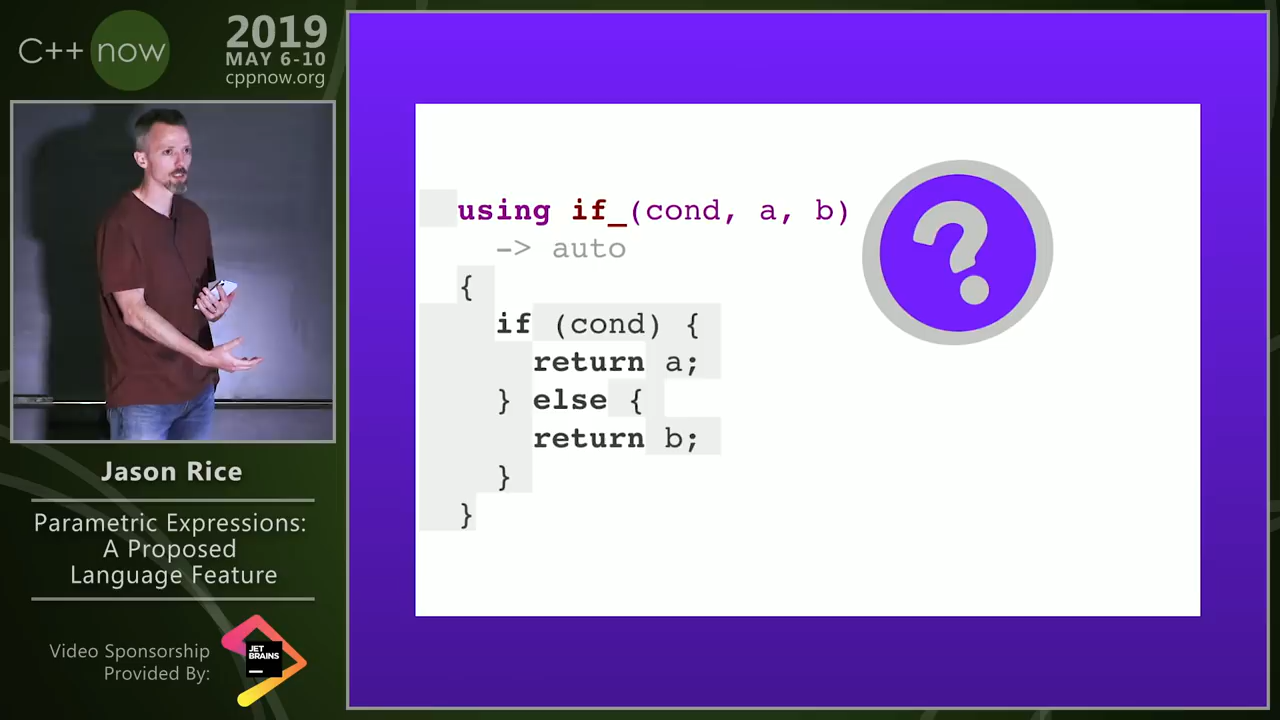 C++ now
2019
MAY 6-10
cppnow.org
using if_(cond, a, b)
-> auto
{
if (cond) {
return a;
} else {
return b;
}
}
?
Jason Rice
Parametric Expressions:
A Proposed
Language Feature
Video Sponsorship
Provided By:
JET
BRAINS